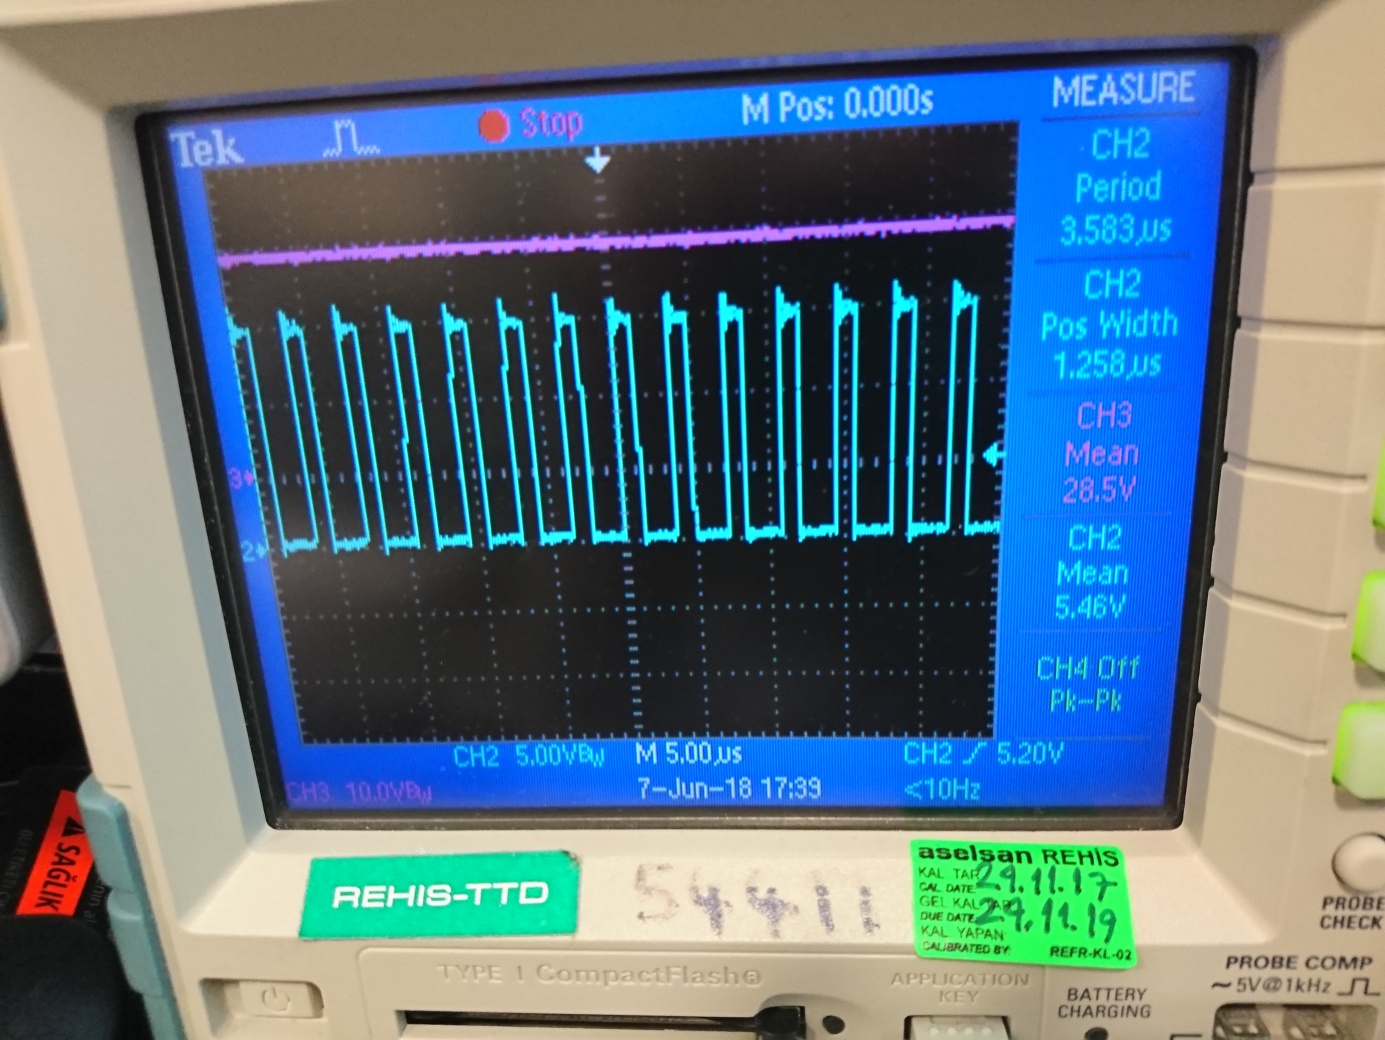 Tek
Stop
M Pos: 0.000s
MEASURE
CH2
Period
3.583µs
CH2
Pos Width
1.258µs
CH3
Mean
28.5V
CH2
Mean
5.46V
CH4 Off
Pk-Pk
3
2
CH2 5.00VBW
M 5.00µs
CH2 5.20V
CH3 10.0VBW
7-Jun-18 17:39
<10Hz
SAĞLIK
REHIS-TTD
54411
aselsan REHİS
KAL TAR 29.11.17
CAL DATE:
GEL KAL TAR 29.11.19
DUE DATE:
KAL YAPAN
CALIBRATED BY: REFR-KL-02
TYPE I CompactFlash®
APPLICATION
KEY
BATTERY
CHARGING
PROBE
CHECK
PROBE COMP
~5V@1kHz